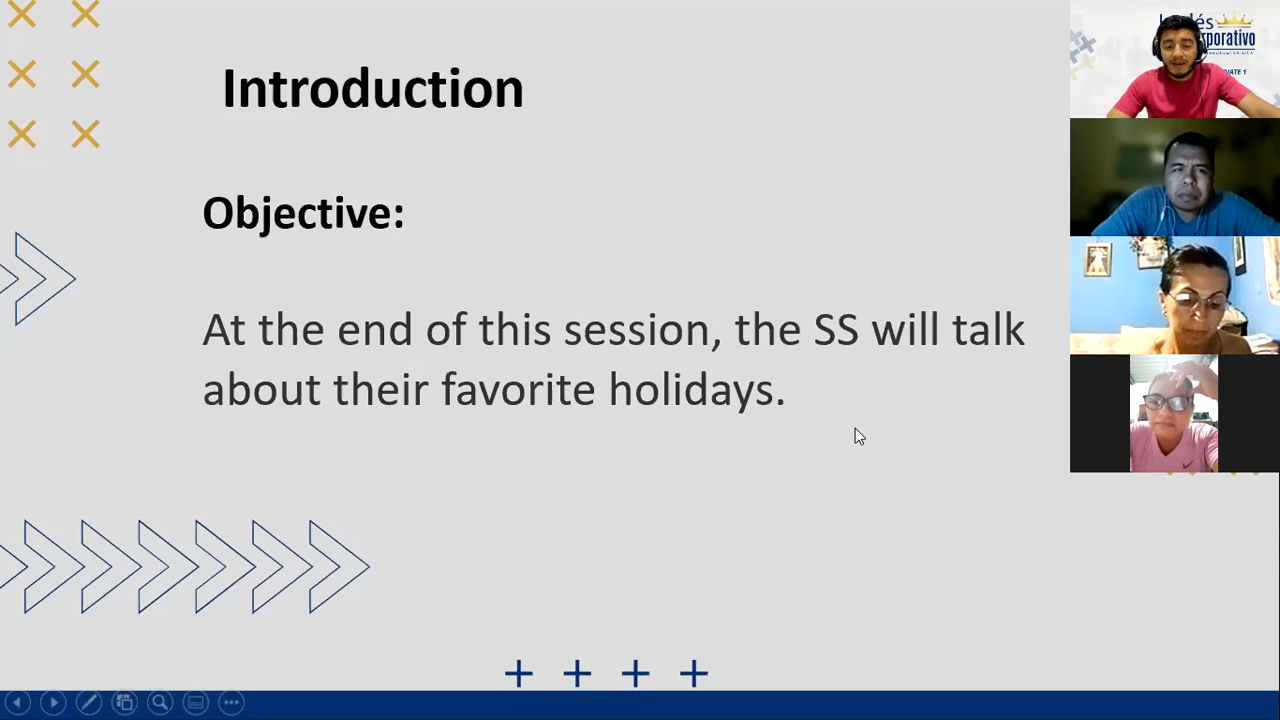 Introduction
Objective:
At the end of this session, the SS will talk
about their favorite holidays.